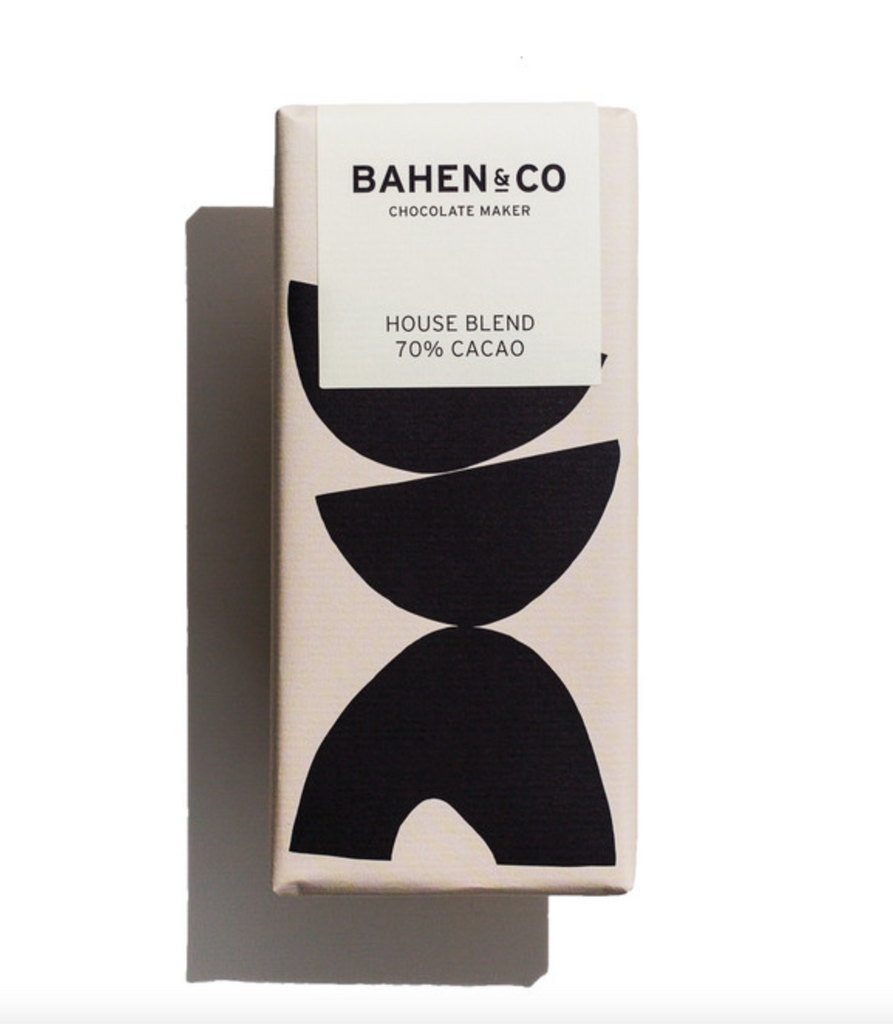 BAHEN & CO
CHOCOLATE MAKER
HOUSE BLEND
70% CACAO